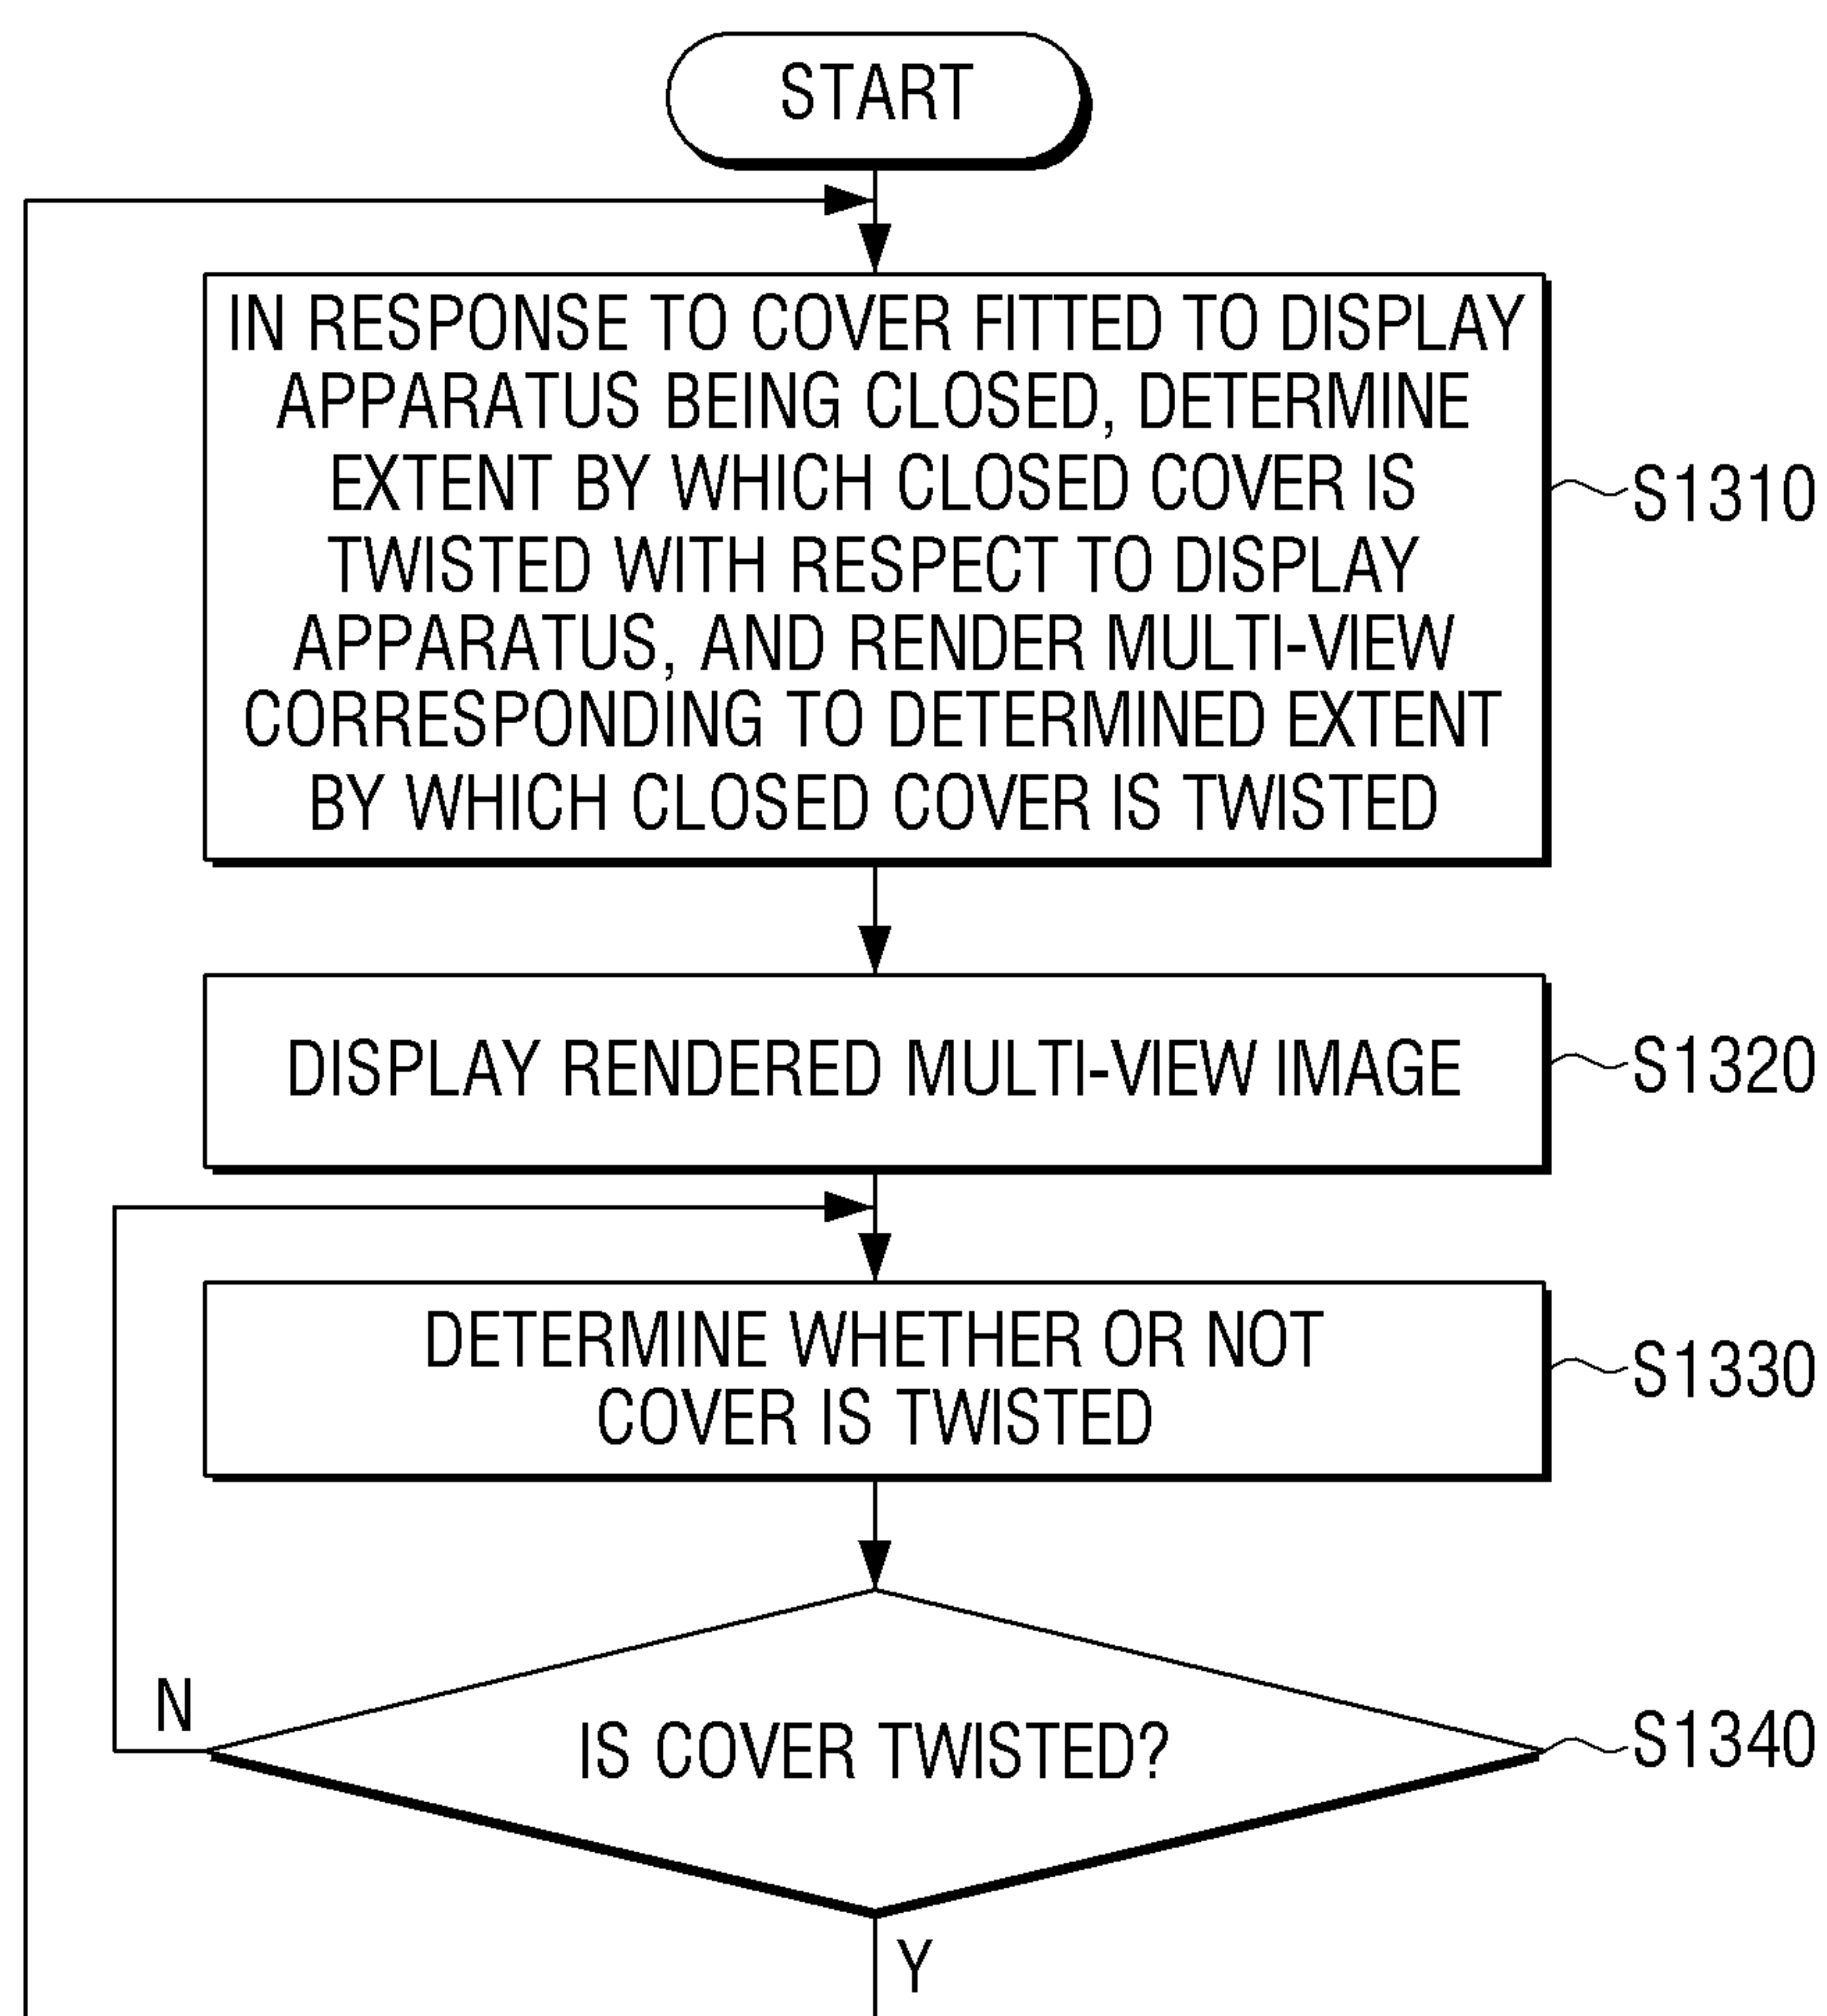 START
IN RESPONSE TO COVER FITTED TO DISPLAY
APPARATUS BEING CLOSED, DETERMINE
EXTENT BY WHICH CLOSED COVER IS
TWISTED WITH RESPECT TO DISPLAY
APPARATUS, AND RENDER MULTI-VIEW
CORRESPONDING TO DETERMINED EXTENT
BY WHICH CLOSED COVER IS TWISTED
S1310
DISPLAY RENDERED MULTI-VIEW IMAGE
S1320
DETERMINE WHETHER OR NOT
COVER IS TWISTED
S1330
N
IS COVER TWISTED?
S1340
Y